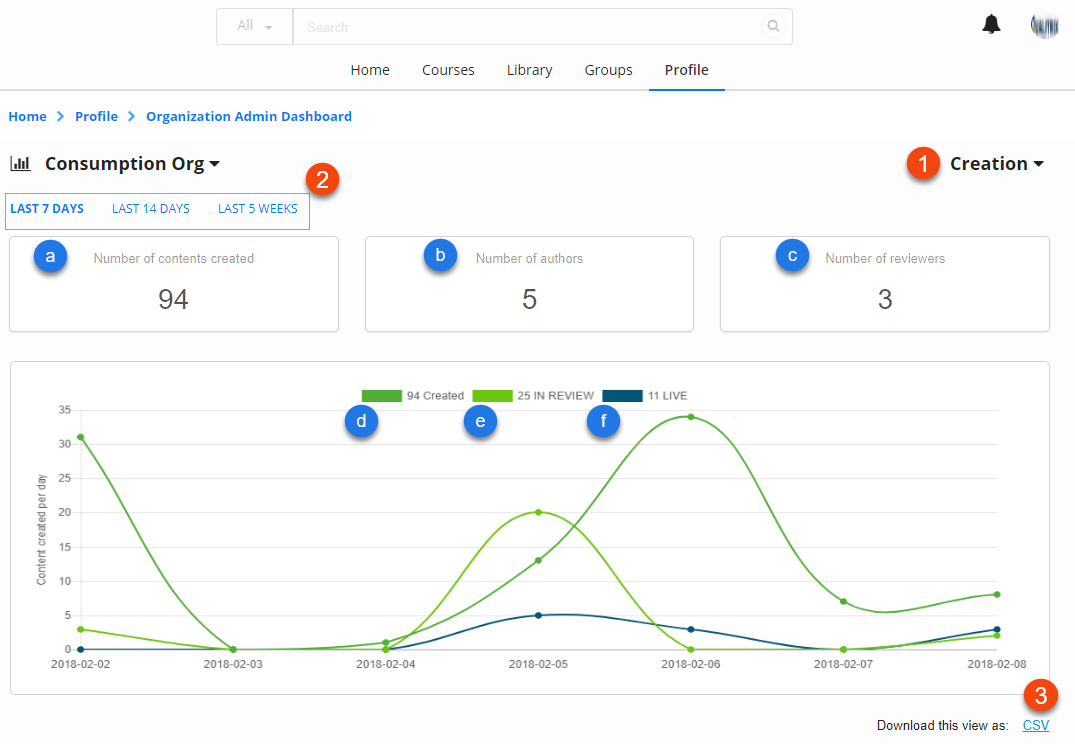 All Search
Home Courses Library Groups Profile
Home Profile Organization Admin Dashboard
Consumption Org 1 Creation
2
LAST 7 DAYS LAST 14 DAYS LAST 5 WEEKS
a Number of contents created b Number of authors c Number of reviewers
94 5 3
94 Created 25 IN REVIEW 11 LIVE
d e f
Content created per day
35
30
25
20
15
10
5
0
2018-02-02 2018-02-03 2018-02-04 2018-02-05 2018-02-06 2018-02-07 2018-02-08
3
Download this view as: CSV